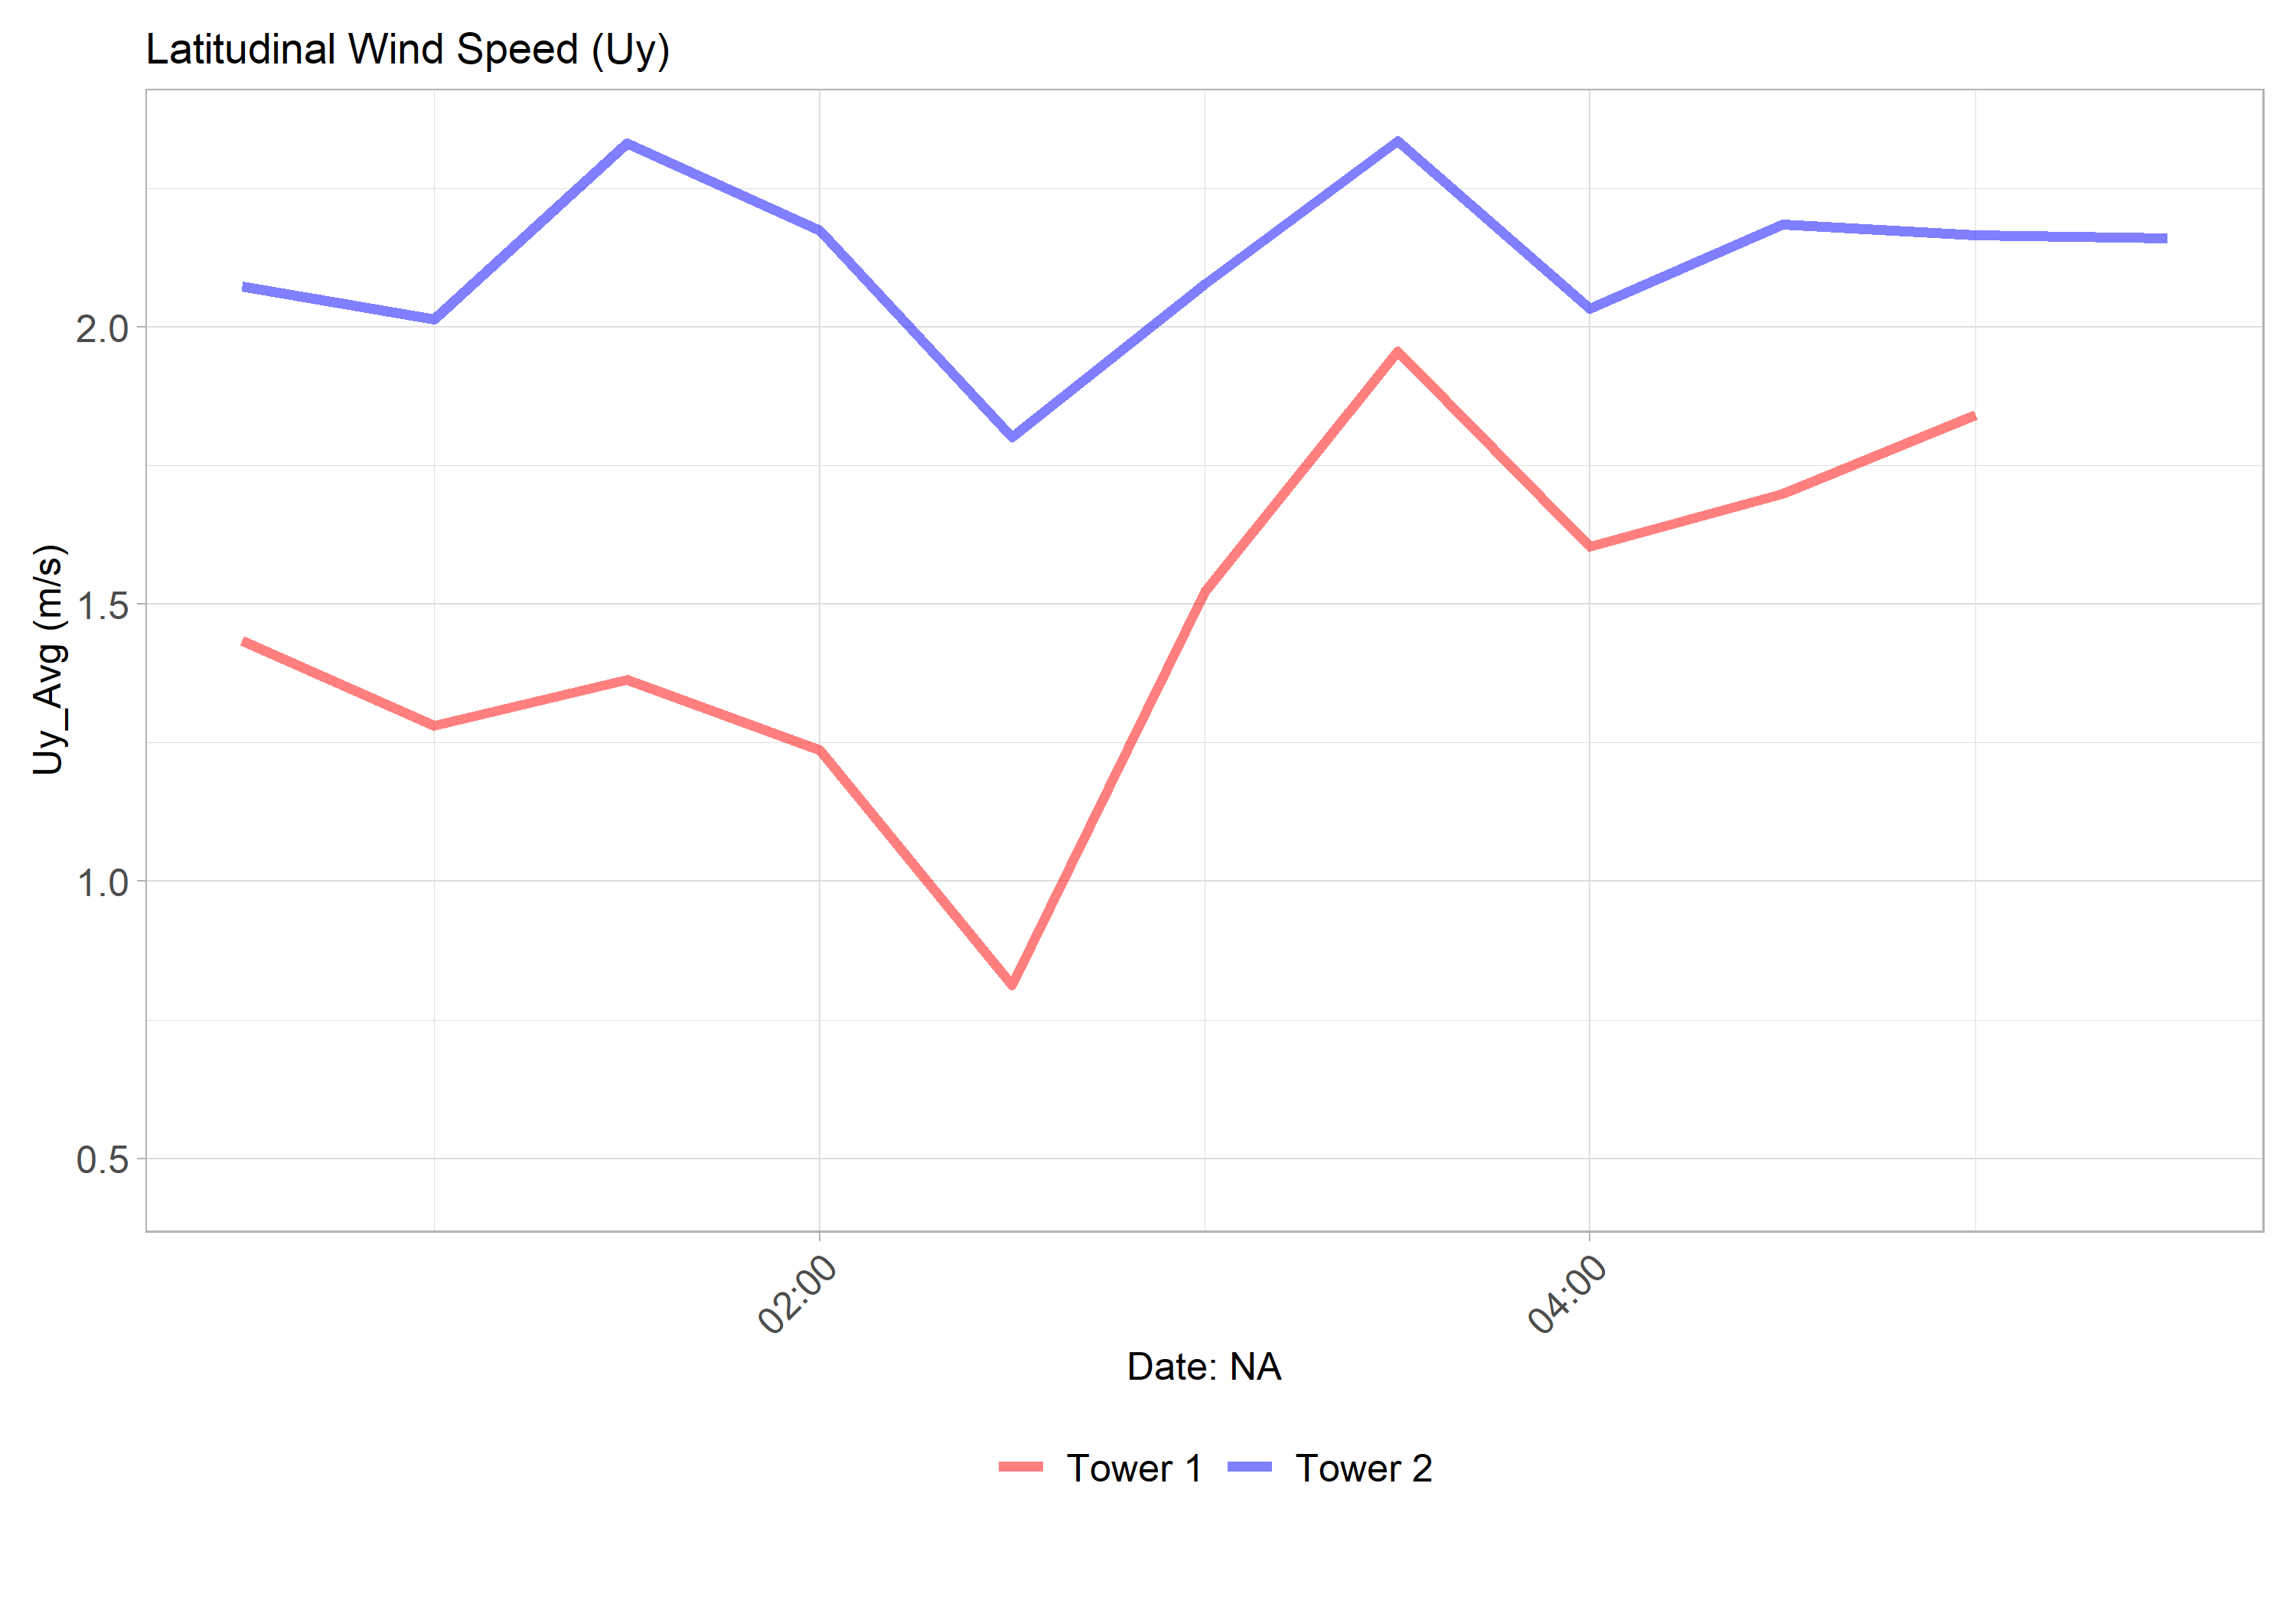 Latitudinal Wind Speed (Uy)
Uy_Avg (m/s)
2.0
1.5
1.0
0.5
02:00
04:00
Date: NA
Tower 1
Tower 2